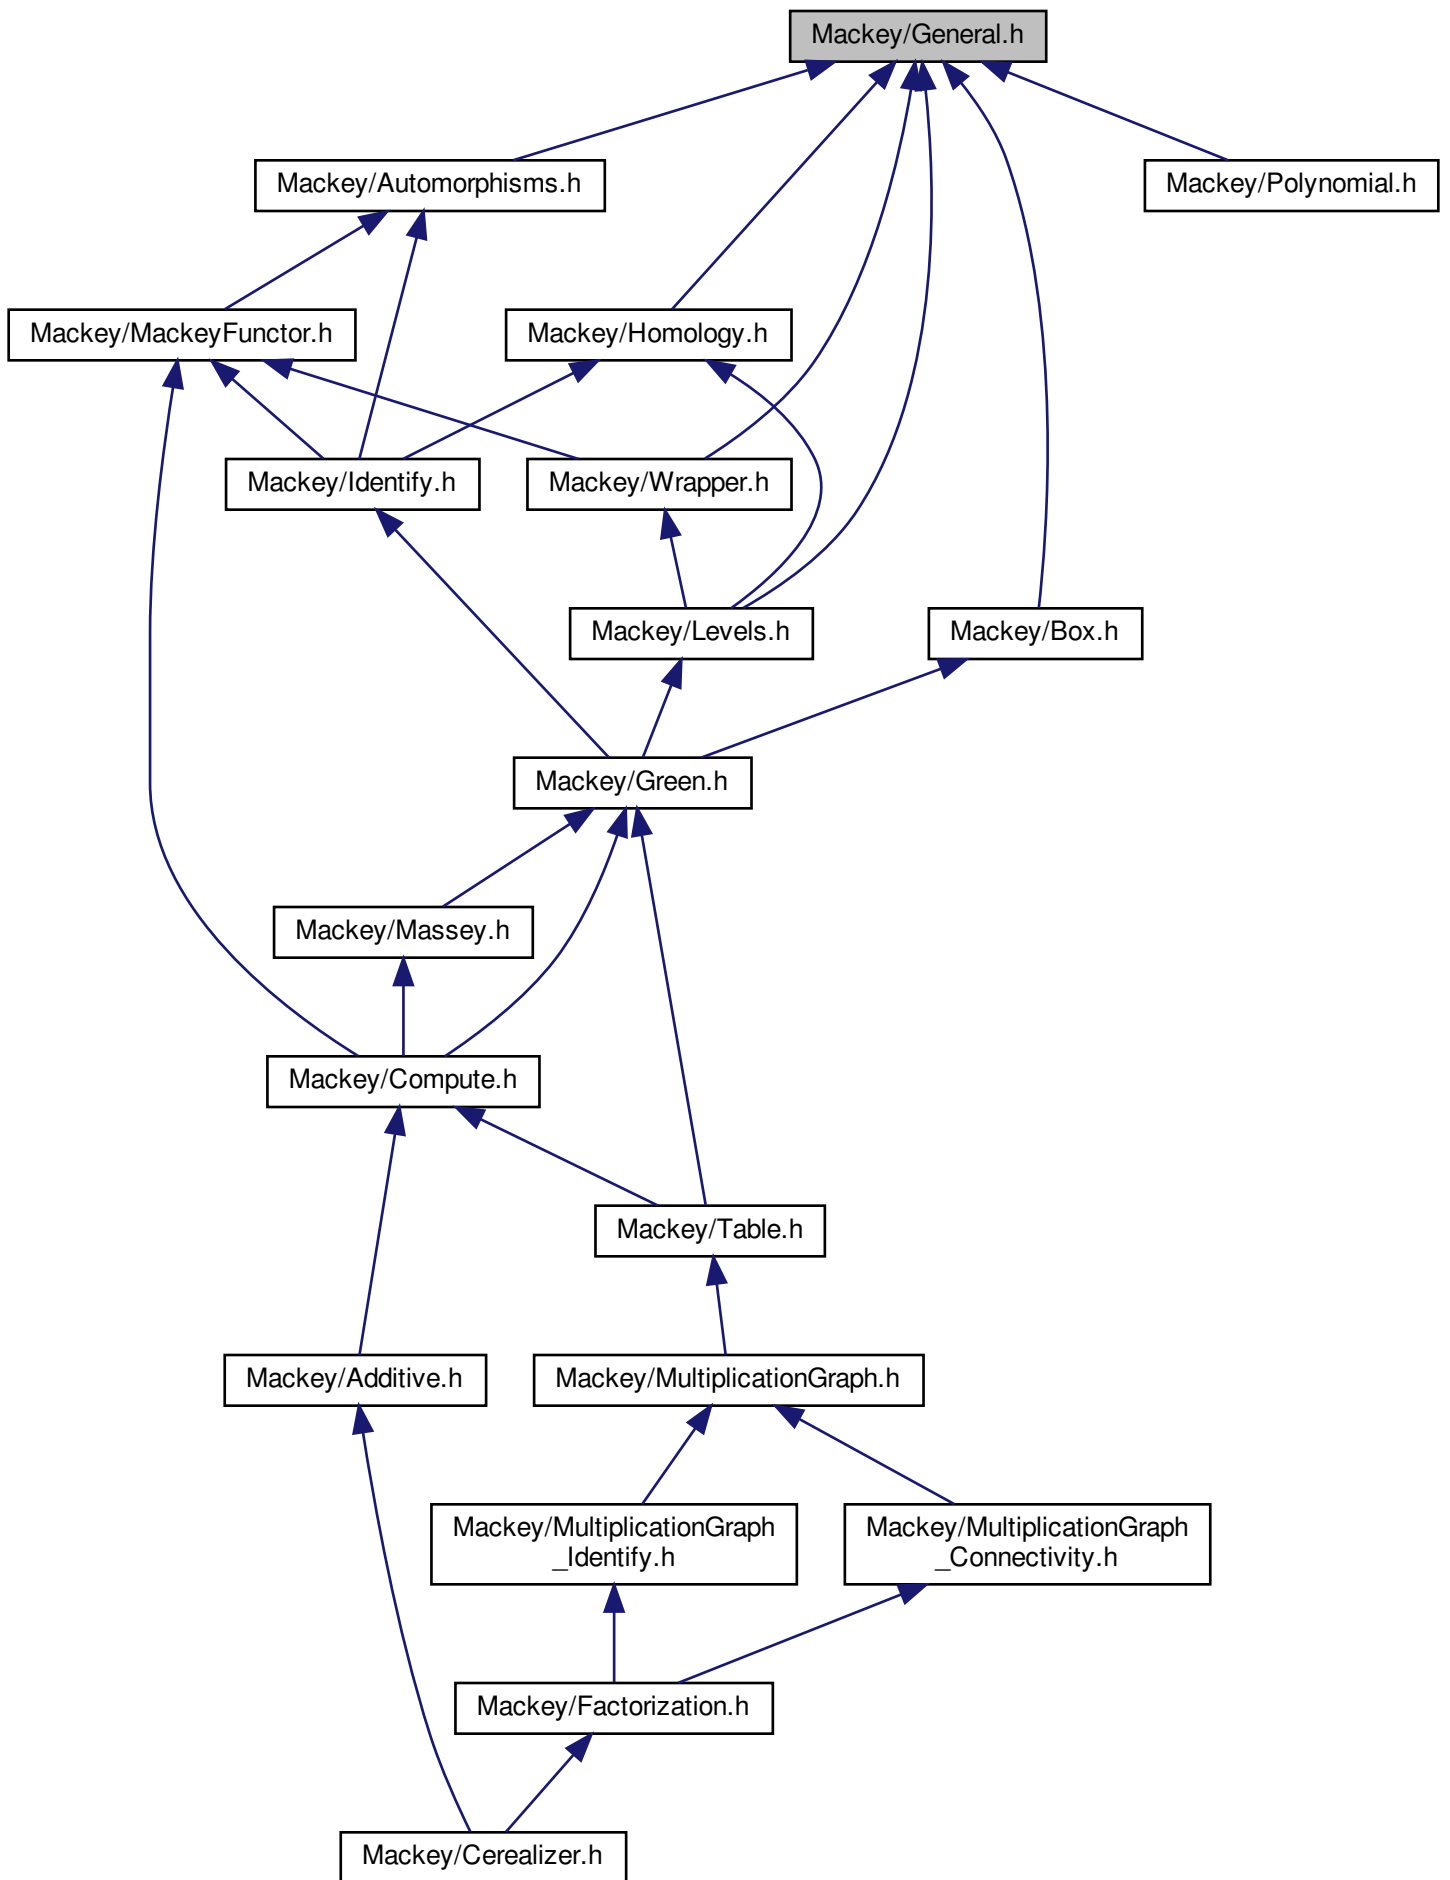 Mackey/General.h
Mackey/Automorphisms.h
Mackey/Polynomial.h
Mackey/MackeyFunctor.h
Mackey/Homology.h
Mackey/Identify.h
Mackey/Wrapper.h
Mackey/Levels.h
Mackey/Box.h
Mackey/Green.h
Mackey/Massey.h
Mackey/Compute.h
Mackey/Table.h
Mackey/Additive.h
Mackey/MultiplicationGraph.h
Mackey/MultiplicationGraph
_Identify.h
Mackey/MultiplicationGraph
_Connectivity.h
Mackey/Factorization.h
Mackey/Cerealizer.h